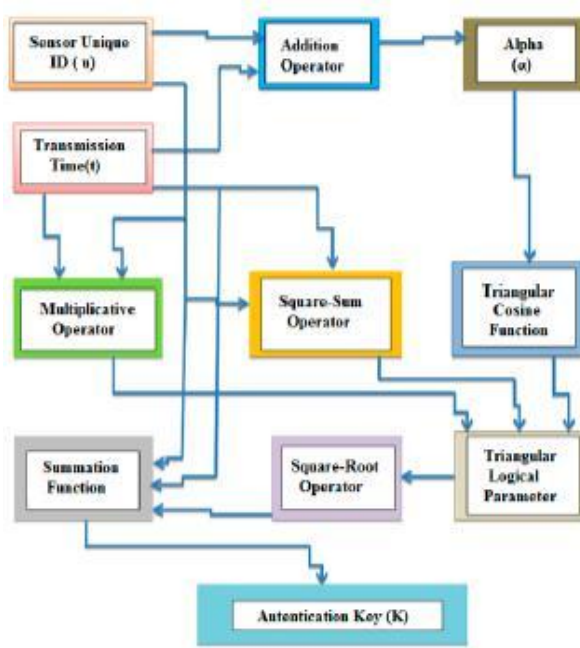 Sensor Unique
ID ( u)
Addition
Operator
Alpha
(α)
Transmission
Time(t)
Multiplicative
Operator
Square-Sum
Operator
Triangular
Cosine
Function
Summation
Function
Square-Root
Operator
Triangular
Logical
Parameter
Autentication Key (K)